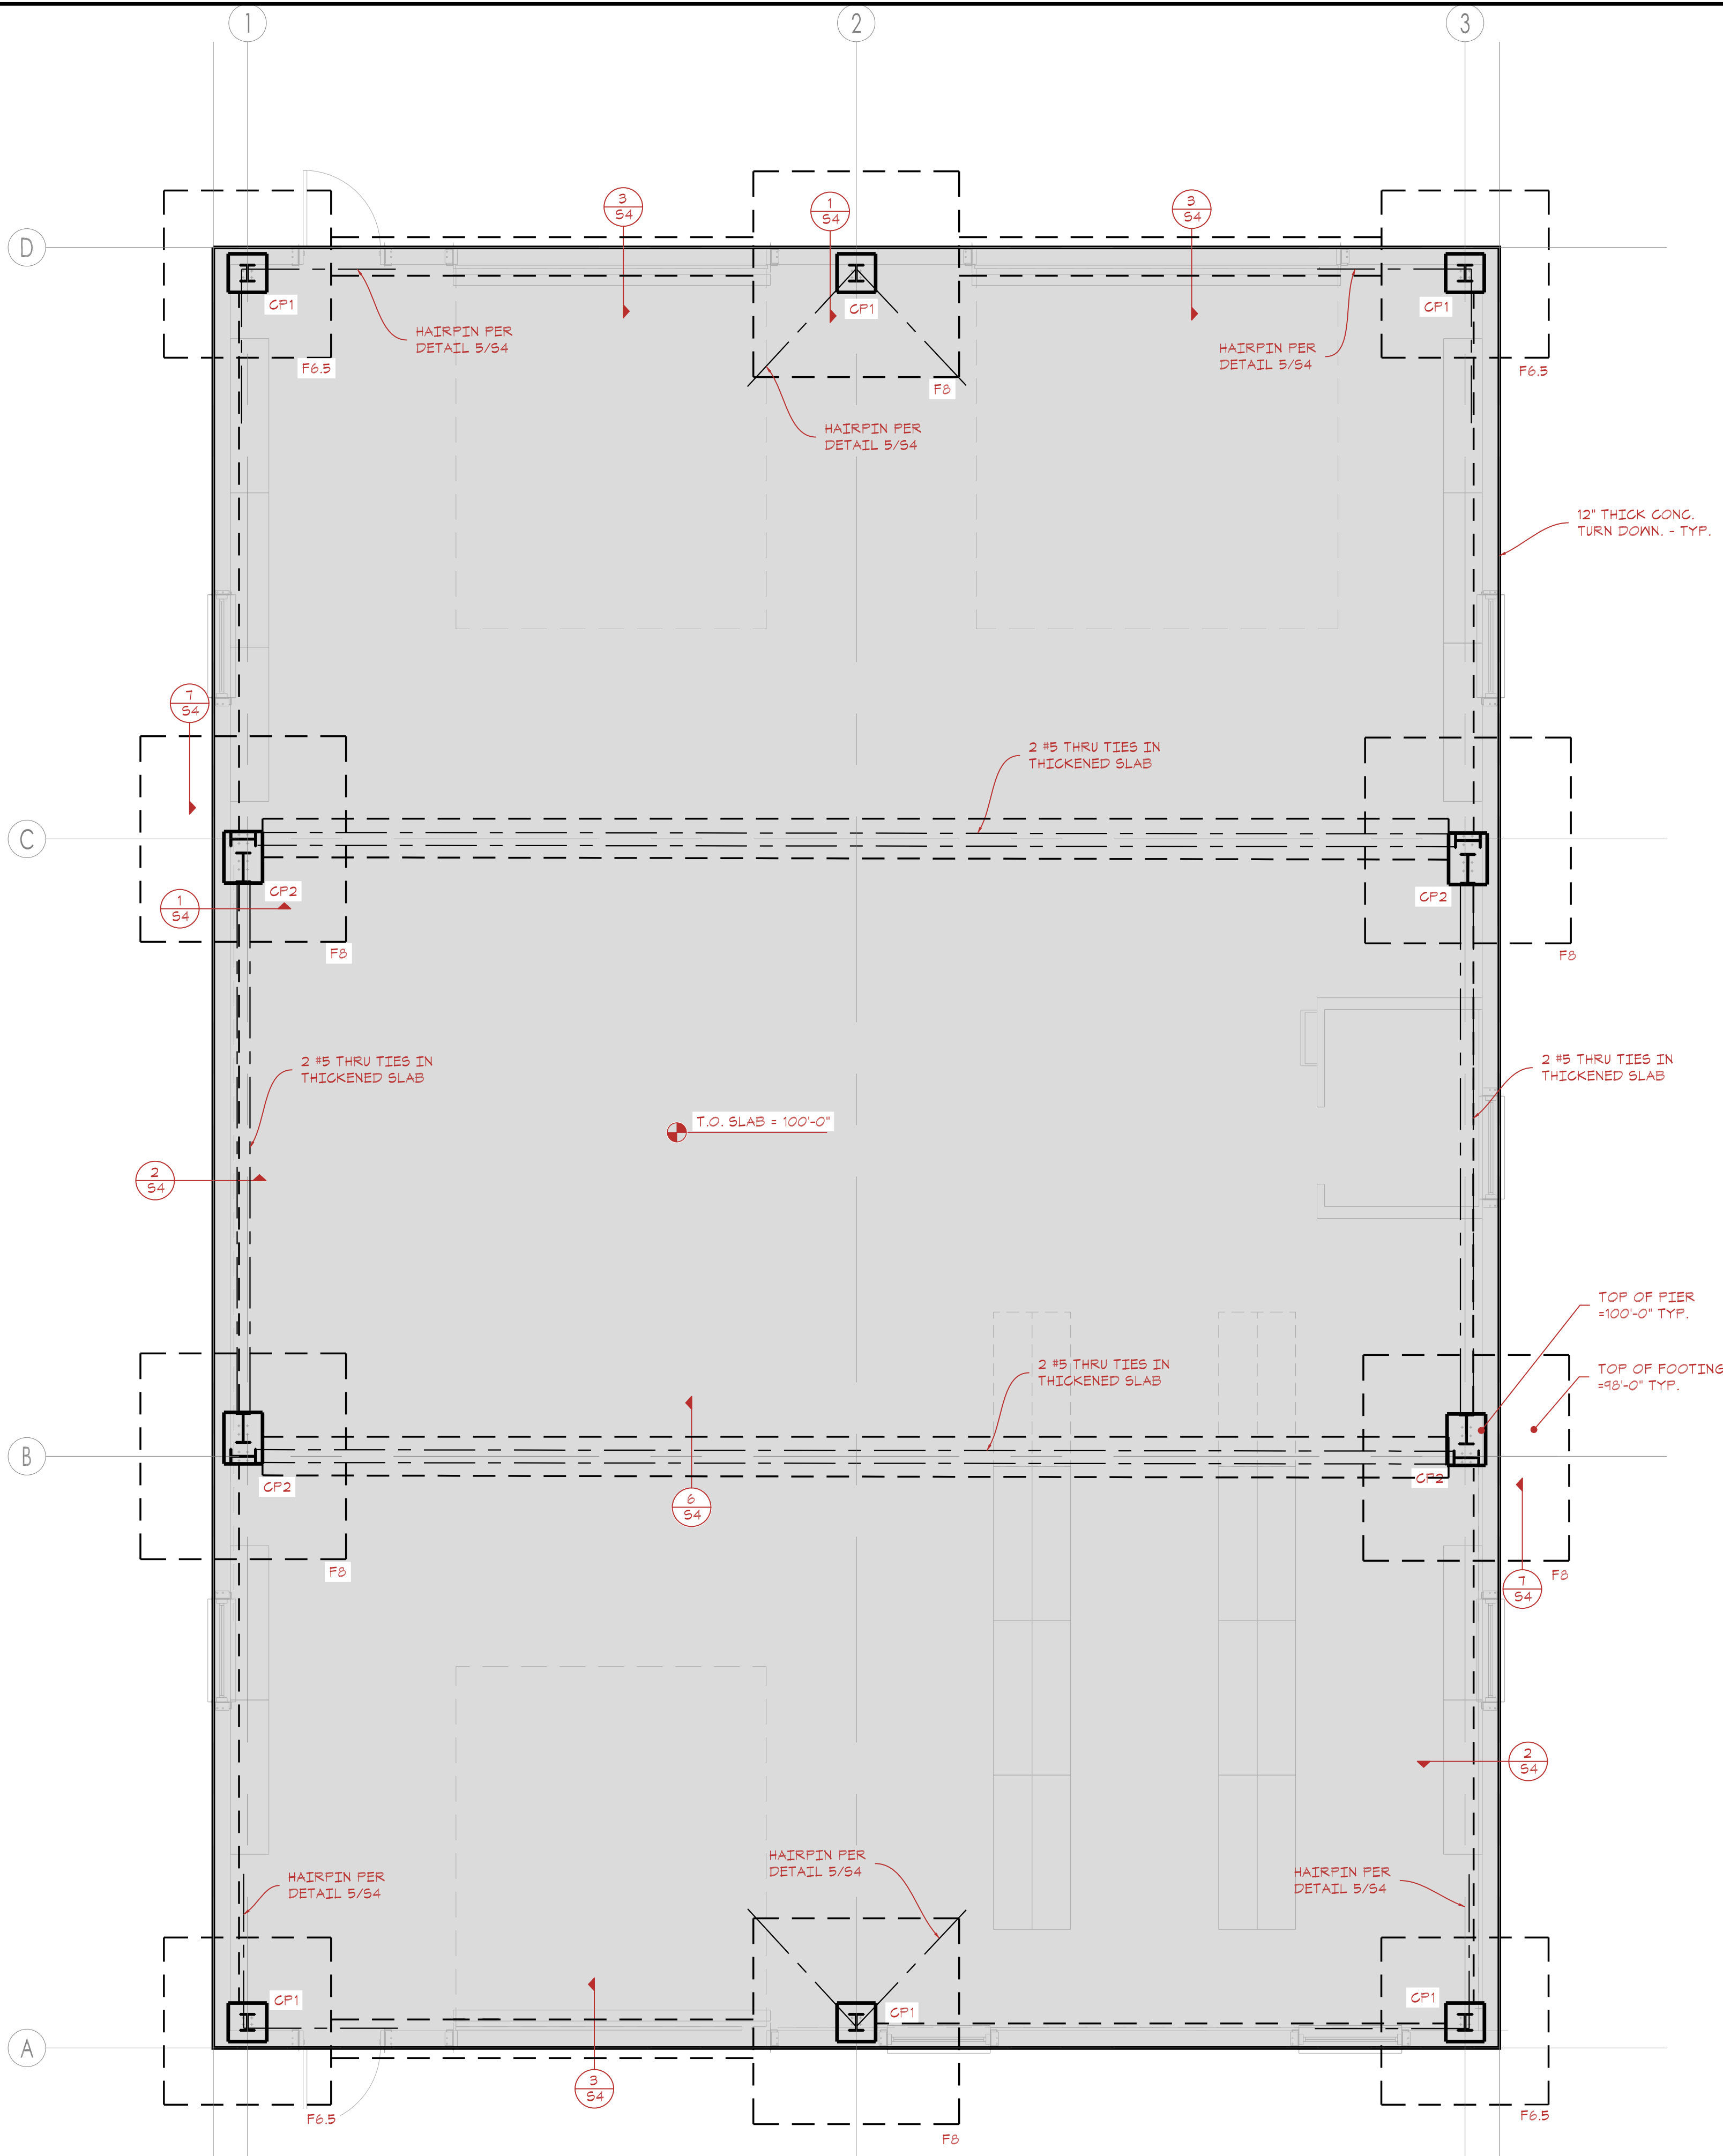 1
2
3
D
3
S4
1
S4
3
S4
CP1
CP1
CP1
HAIRPIN PER
DETAIL 5/S4
HAIRPIN PER
DETAIL 5/S4
F6.5
F8
F6.5
HAIRPIN PER
DETAIL 5/S4
12" THICK CONC.
TURN DOWN. - TYP.
7
S4
2 #5 THRU TIES IN
THICKENED SLAB
C
CP2
CP2
1
S4
F8
F8
2 #5 THRU TIES IN
THICKENED SLAB
2 #5 THRU TIES IN
THICKENED SLAB
T.O. SLAB = 100'-0"
2
S4
TOP OF PIER
=100'-0" TYP.
2 #5 THRU TIES IN
THICKENED SLAB
TOP OF FOOTING
=98'-0" TYP.
B
CP2
CP2
6
S4
F8
F8
7
S4
2
S4
HAIRPIN PER
DETAIL 5/S4
HAIRPIN PER
DETAIL 5/S4
HAIRPIN PER
DETAIL 5/S4
CP1
CP1
CP1
A
3
S4
F6.5
F8
F6.5